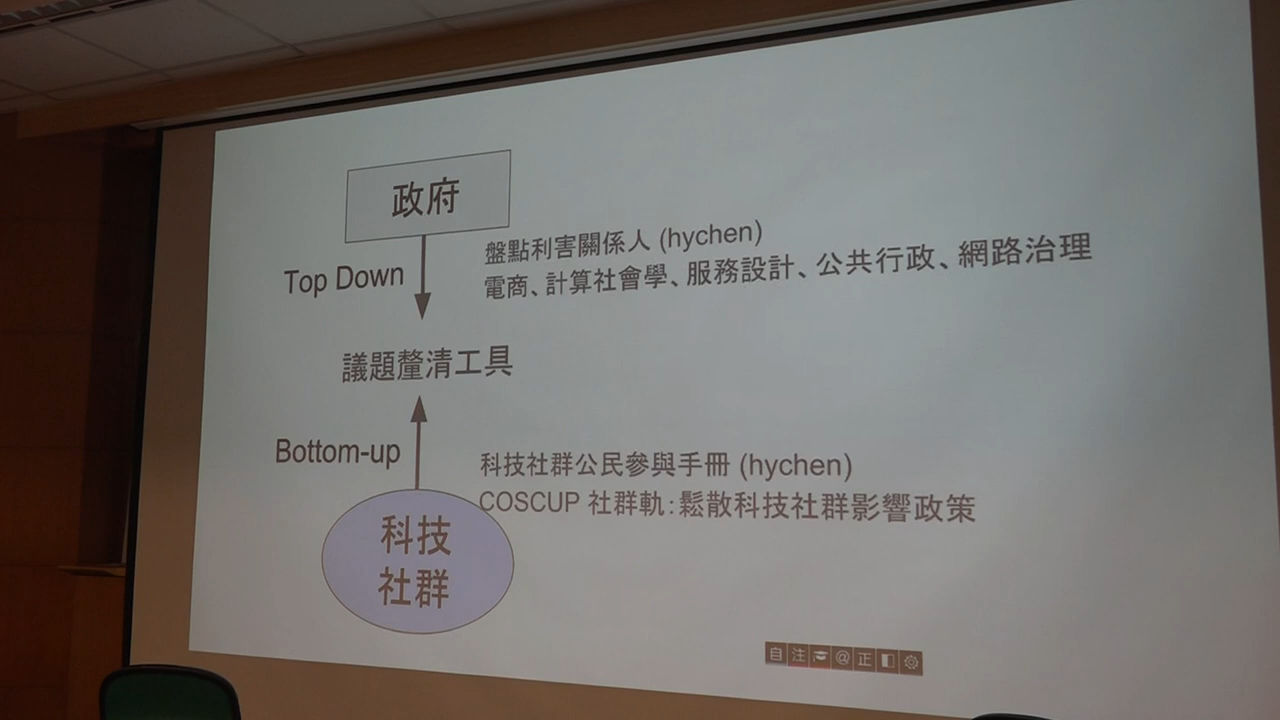 政府
Top Down
盤點利害關係人 (hychen)
電商、計算社會學、服務設計、公共行政、網路治理
議題釐清工具
Bottom-up
科技社群公民參與手冊 (hychen)
COSCUP 社群軌：鬆散科技社群影響政策
科技
社群
自 注 @ 正